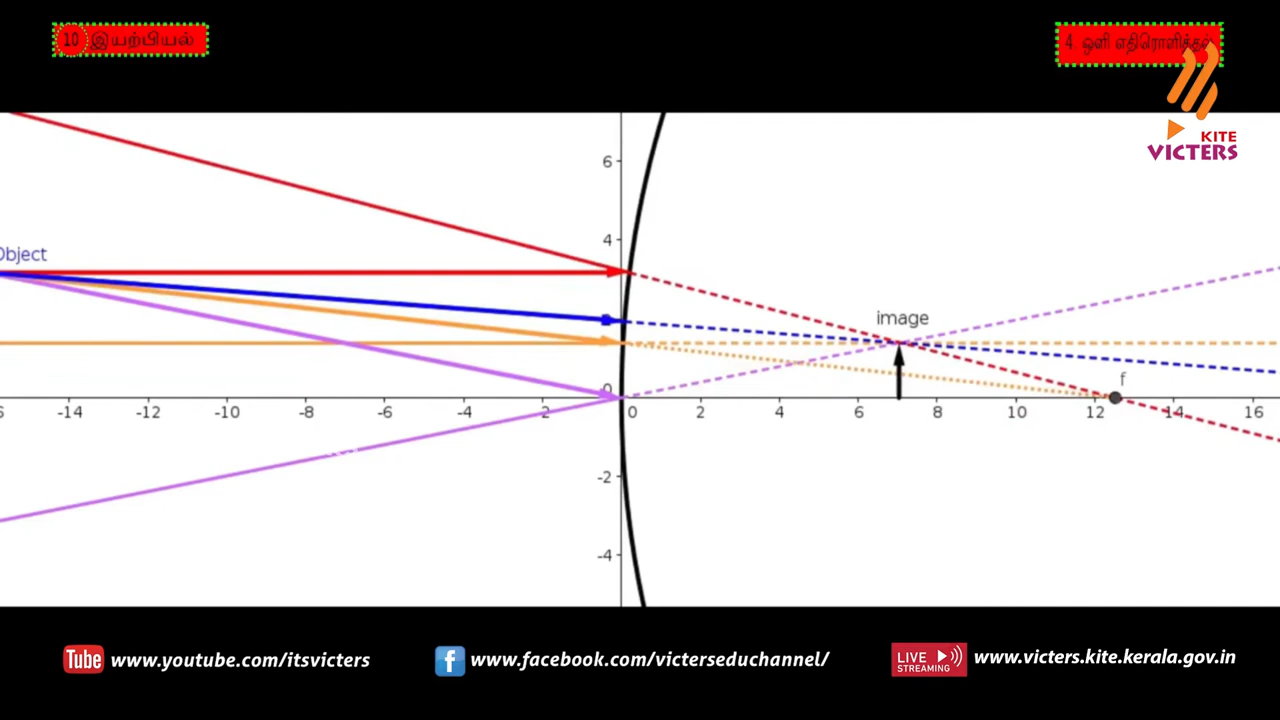 10 இயற்பியல்
4. ஒளி எதிரொளித்தல்
KITE
VICTERS
6
4
Object
image
f
0
-14 -12 -10 -8 -6 -4 -2 0 2 4 6 8 10 12 14 16
-2
-4
Tube www.youtube.com/itsvicters
f www.facebook.com/victerseduchannel/
LIVE
STREAMING
www.victers.kite.kerala.gov.in